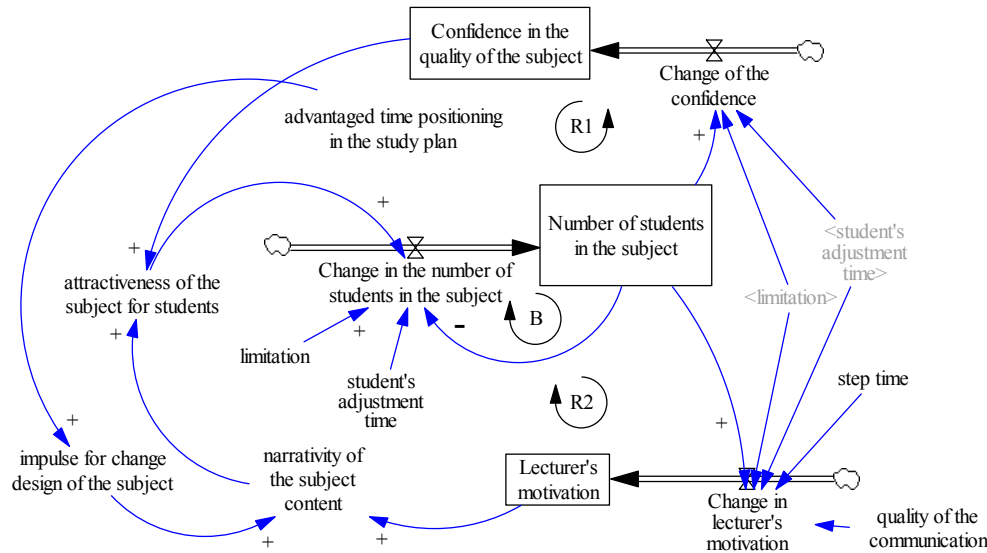 Confidence in the
quality of the subject
Change of the
confidence
advantaged time positioning
in the study plan
R1
+
+
Number of students
in the subject
<student's
adjustment
time>
+
attractiveness of the
subject for students
Change in the number of
students in the subject
<limitation>
+
+
-
B
limitation
student's
adjustment
time
step time
R2
+
+
impulse for change
design of the subject
narrativity of
the subject
content
Lecturer's
motivation
Change in
lecturer's
motivation
quality of the
communication
+
+